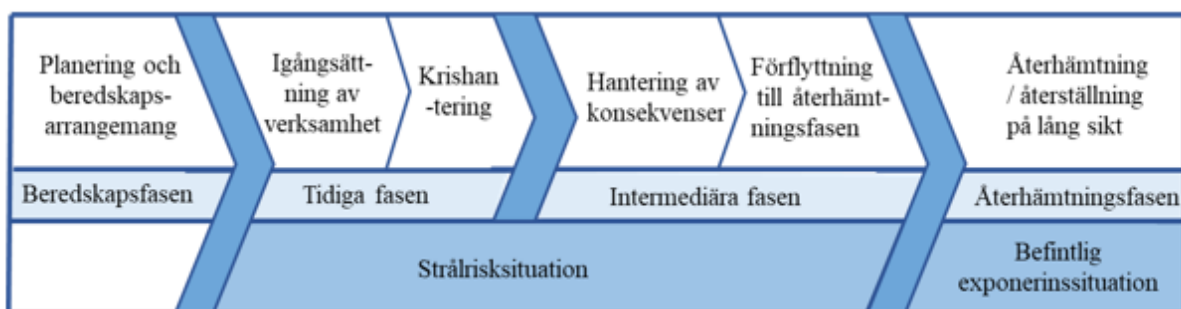 Planering och
beredskaps-
arrangemang
Igångsätt-
ning av
verksamhet
Krishan
-tering
Hantering av
konsekvenser
Förflyttning
till återhämt-
ningsfasen
Återhämtning
/ återställning
på lång sikt
Beredskapsfasen
Tidiga fasen
Intermediära fasen
Återhämtningsfasen
Strålrisksituation
Befintlig
exponerinssituation